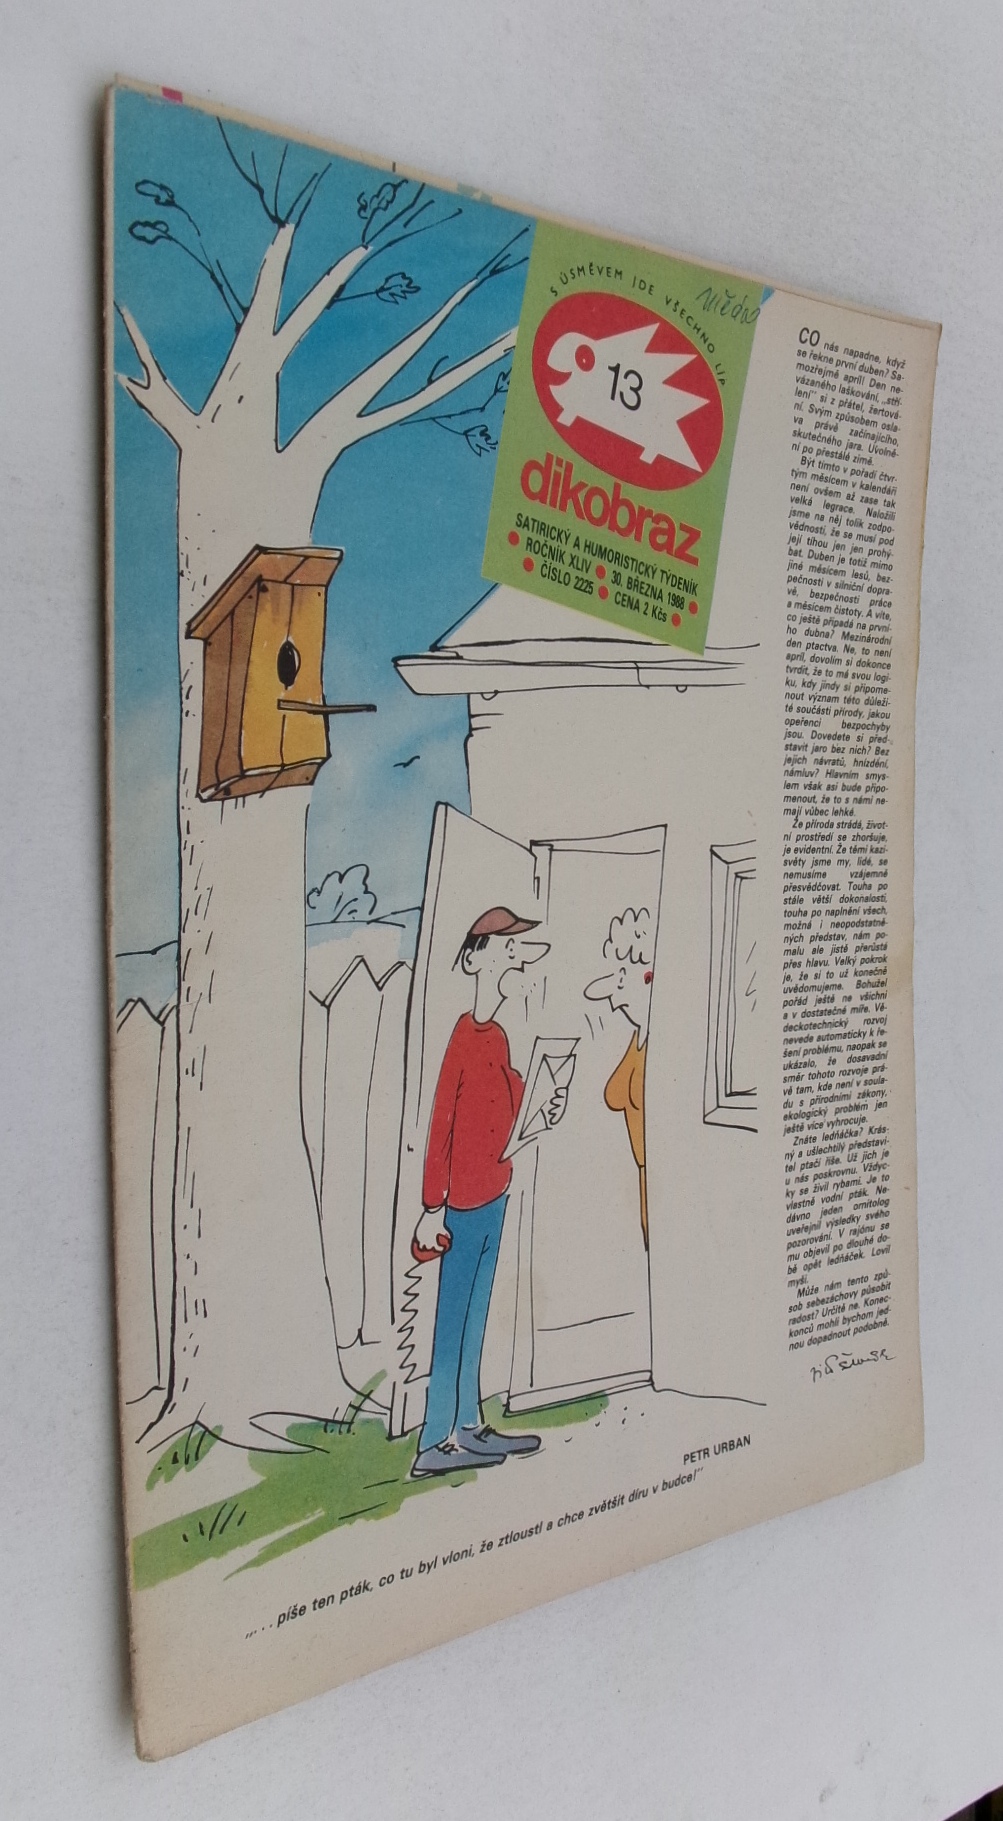 S ÚSMĚVEM IDE VŠECHNO LÍP
13
dikobraz
SATIRICKÝ A HUMORISTICKÝ TÝDENÍK
ROČNÍK XLIV • 30. BŘEZNA 1988
ČÍSLO 2225 • CENA 2 Kčs
CO nás napadne, když
se řekne první duben? Sa-
mozřejmě apríl! Den ne-
vázaného laškování, „stří-
lení" si z přátel, žertová-
ní. Svým způsobem osla-
va právě začínajícího,
skutečného jara. Uvolně-
ní po přestálé zimě.
Být tímto v pořadí čtvr-
tým měsícem v kalendáři
není ovšem až zase tak
velká legrace. Naložili
jsme na něj tolik zodpo-
vědnosti, že se musí pod
její tíhou jen jen prohý-
bat. Duben je totiž mimo
jiné měsícem lesů, bez-
pečnosti v silniční dopra-
vě, bezpečnosti práce
a měsícem čistoty. A víte,
co ještě připadá na první-
ho dubna? Mezinárodní
den ptactva. Ne, to není
apríl, dovolím si dokonce
tvrdit, že to má svou logi-
ku, kdy jindy si připome-
nout význam této důleži-
té součásti přírody, jakou
opeřenci bezpochyby
jsou. Dovedete si před-
stavit jaro bez nich? Bez
jejich návratů, hnízdění,
námluv? Hlavním smys-
lem však asi bude připo-
menout, že to s námi ne-
mají vůbec lehké.
Že příroda strádá, život-
ní prostředí se zhoršuje,
je evidentní. Že těmi kazi-
světy jsme my, lidé, se
nemusíme vzájemně
přesvědčovat. Touha po
stále větší dokonalosti,
touha po naplnění všech,
možná i neopodstatně-
ných představ, nám po-
malu ale jistě přerůstá
přes hlavu. Velký pokrok
je, že si to už konečně
uvědomujeme. Bohužel
pořád ještě ne všichni
a v dostatečné míře. Vě-
deckotechnický rozvoj
nevede automaticky k ře-
šení problému, naopak se
ukázalo, že dosavadní
směr tohoto rozvoje prá-
vě tam, kde není v soula-
du s přírodními zákony,
ekologický problém jen
ještě více vyhrocuje.
Znáte ledňáčka? Krás-
ný a ušlechtilý představi-
tel ptačí říše. Už jich je
u nás poskrovnu. Vždyc-
ky se živil rybami. Je to
vlastně vodní pták. Ne-
dávno jeden ornitolog
uveřejnil výsledky svého
pozorování. V rajónu se
mu objevil po dlouhé do-
bě opět ledňáček. Lovil
myši.
Může nám tento způ-
sob sebezáchovy působit
radost? Určitě ne. Konec-
konců mohli bychom jed-
nou dopadnout podobně.
PETR URBAN
„... píše ten pták, co tu byl vloni, že ztloustl a chce zvětšit díru v budce!"